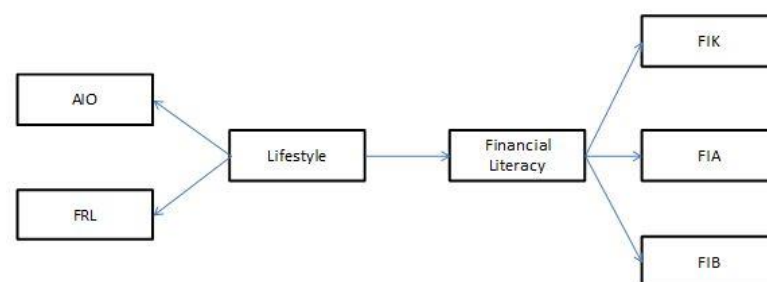 FIK
AIO
Lifestyle
Financial
Literacy
FIA
FRL
FIB